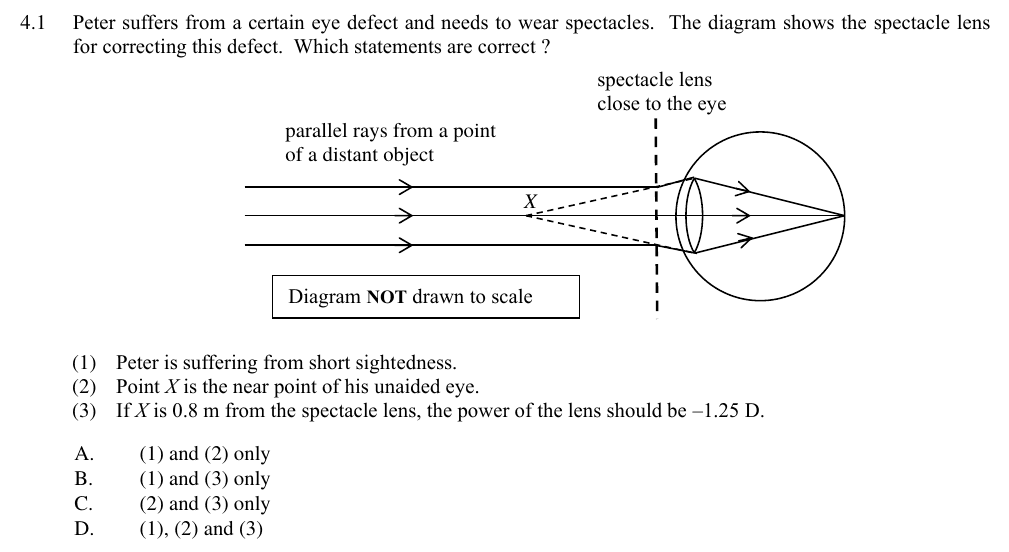 4.1 Peter suffers from a certain eye defect and needs to wear spectacles. The diagram shows the spectacle lens
for correcting this defect. Which statements are correct ?
spectacle lens
close to the eye
parallel rays from a point
of a distant object
X
Diagram NOT drawn to scale
(1) Peter is suffering from short sightedness.
(2) Point X is the near point of his unaided eye.
(3) If X is 0.8 m from the spectacle lens, the power of the lens should be –1.25 D.
A. (1) and (2) only
B. (1) and (3) only
C. (2) and (3) only
D. (1), (2) and (3)